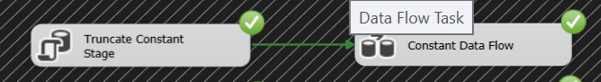 Data Flow Task
Truncate Constant
Stage
Constant Data Flow